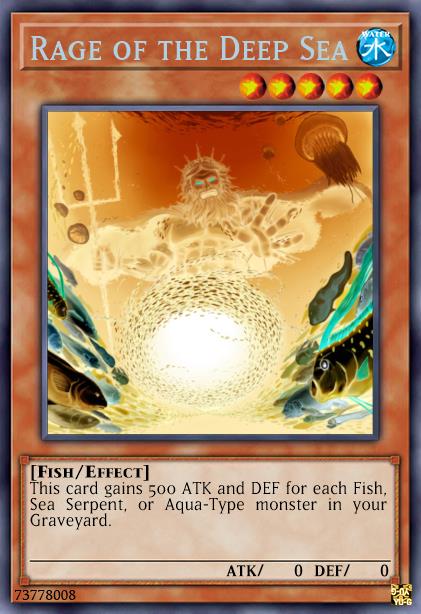 Rage of the Deep Sea
WATER
水
[Fish/Effect]
This card gains 500 ATK and DEF for each Fish,
Sea Serpent, or Aqua-Type monster in your
Graveyard.
ATK/ 0 DEF/ 0
73778008